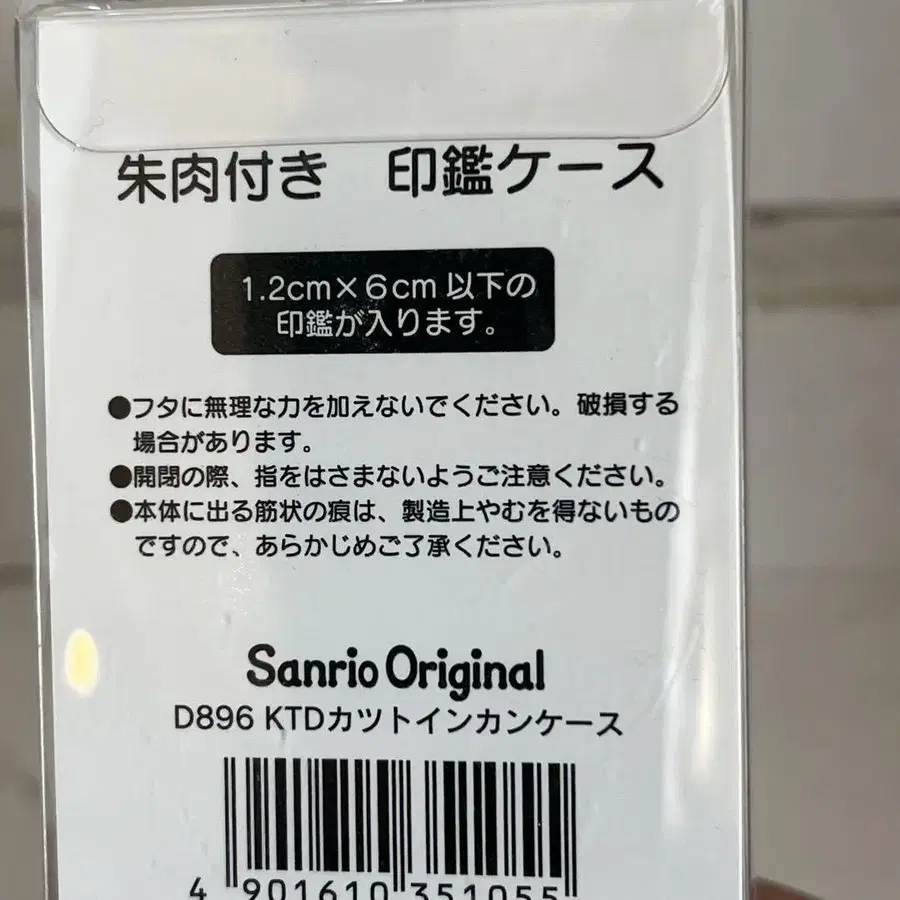 朱肉付き 印鑑ケース
1.2cm×6cm以下の
印鑑が入ります。
●フタに無理な力を加えないでください。破損する
場合があります。
●開閉の際、指をはさまないようご注意ください。
●本体に出る筋状の痕は、製造上やむを得ないもの
ですので、あらかじめご了承ください。
Sanrio Original
D896 KTDカツトインカンケース
4 901610 351055